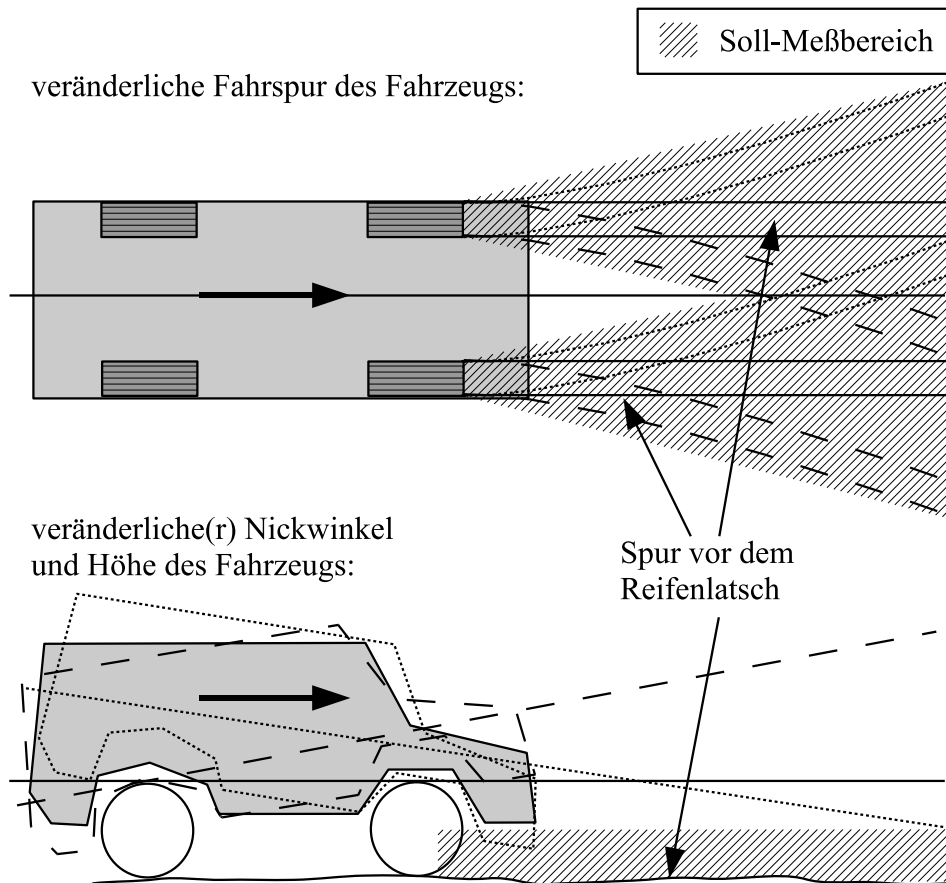 Soll-Meßbereich
veränderliche Fahrspur des Fahrzeugs:
veränderliche(r) Nickwinkel
und Höhe des Fahrzeugs:
Spur vor dem
Reifenlatsch